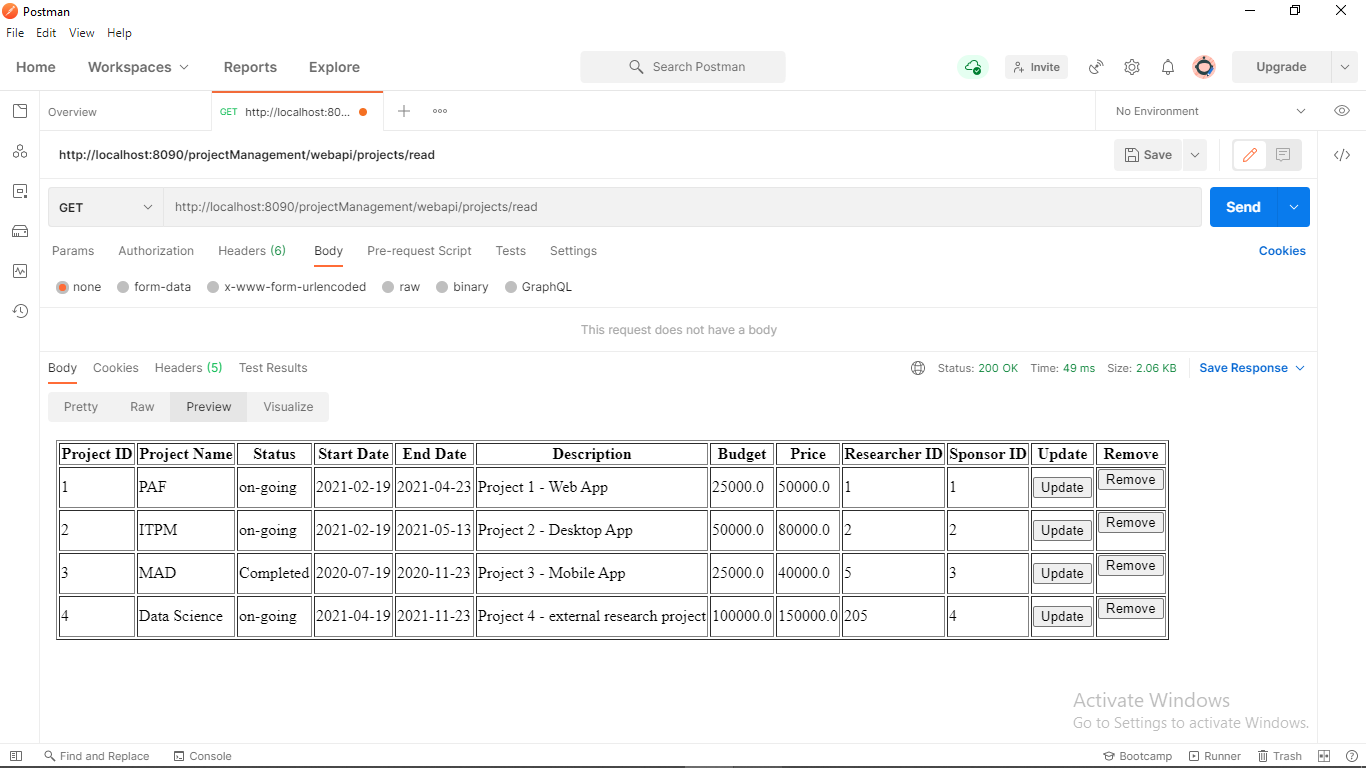 Postman
File Edit View Help
Home Workspaces Reports Explore Search Postman Invite Upgrade
Overview GET http://localhost:80... No Environment
http://localhost:8090/projectManagement/webapi/projects/read Save
GET http://localhost:8090/projectManagement/webapi/projects/read Send
Params Authorization Headers (6) Body Pre-request Script Tests Settings Cookies
none form-data x-www-form-urlencoded raw binary GraphQL
This request does not have a body
Body Cookies Headers (5) Test Results Status: 200 OK Time: 49 ms Size: 2.06 KB Save Response
Pretty Raw Preview Visualize
Project ID Project Name Status Start Date End Date Description Budget Price Researcher ID Sponsor ID Update Remove
1 PAF on-going 2021-02-19 2021-04-23 Project 1 - Web App 25000.0 50000.0 1 1 Update Remove
2 ITPM on-going 2021-02-19 2021-05-13 Project 2 - Desktop App 50000.0 80000.0 2 2 Update Remove
3 MAD Completed 2020-07-19 2020-11-23 Project 3 - Mobile App 25000.0 40000.0 5 3 Update Remove
4 Data Science on-going 2021-04-19 2021-11-23 Project 4 - external research project 100000.0 150000.0 205 4 Update Remove
Activate Windows
Go to Settings to activate Windows.
Find and Replace Console Bootcamp Runner Trash